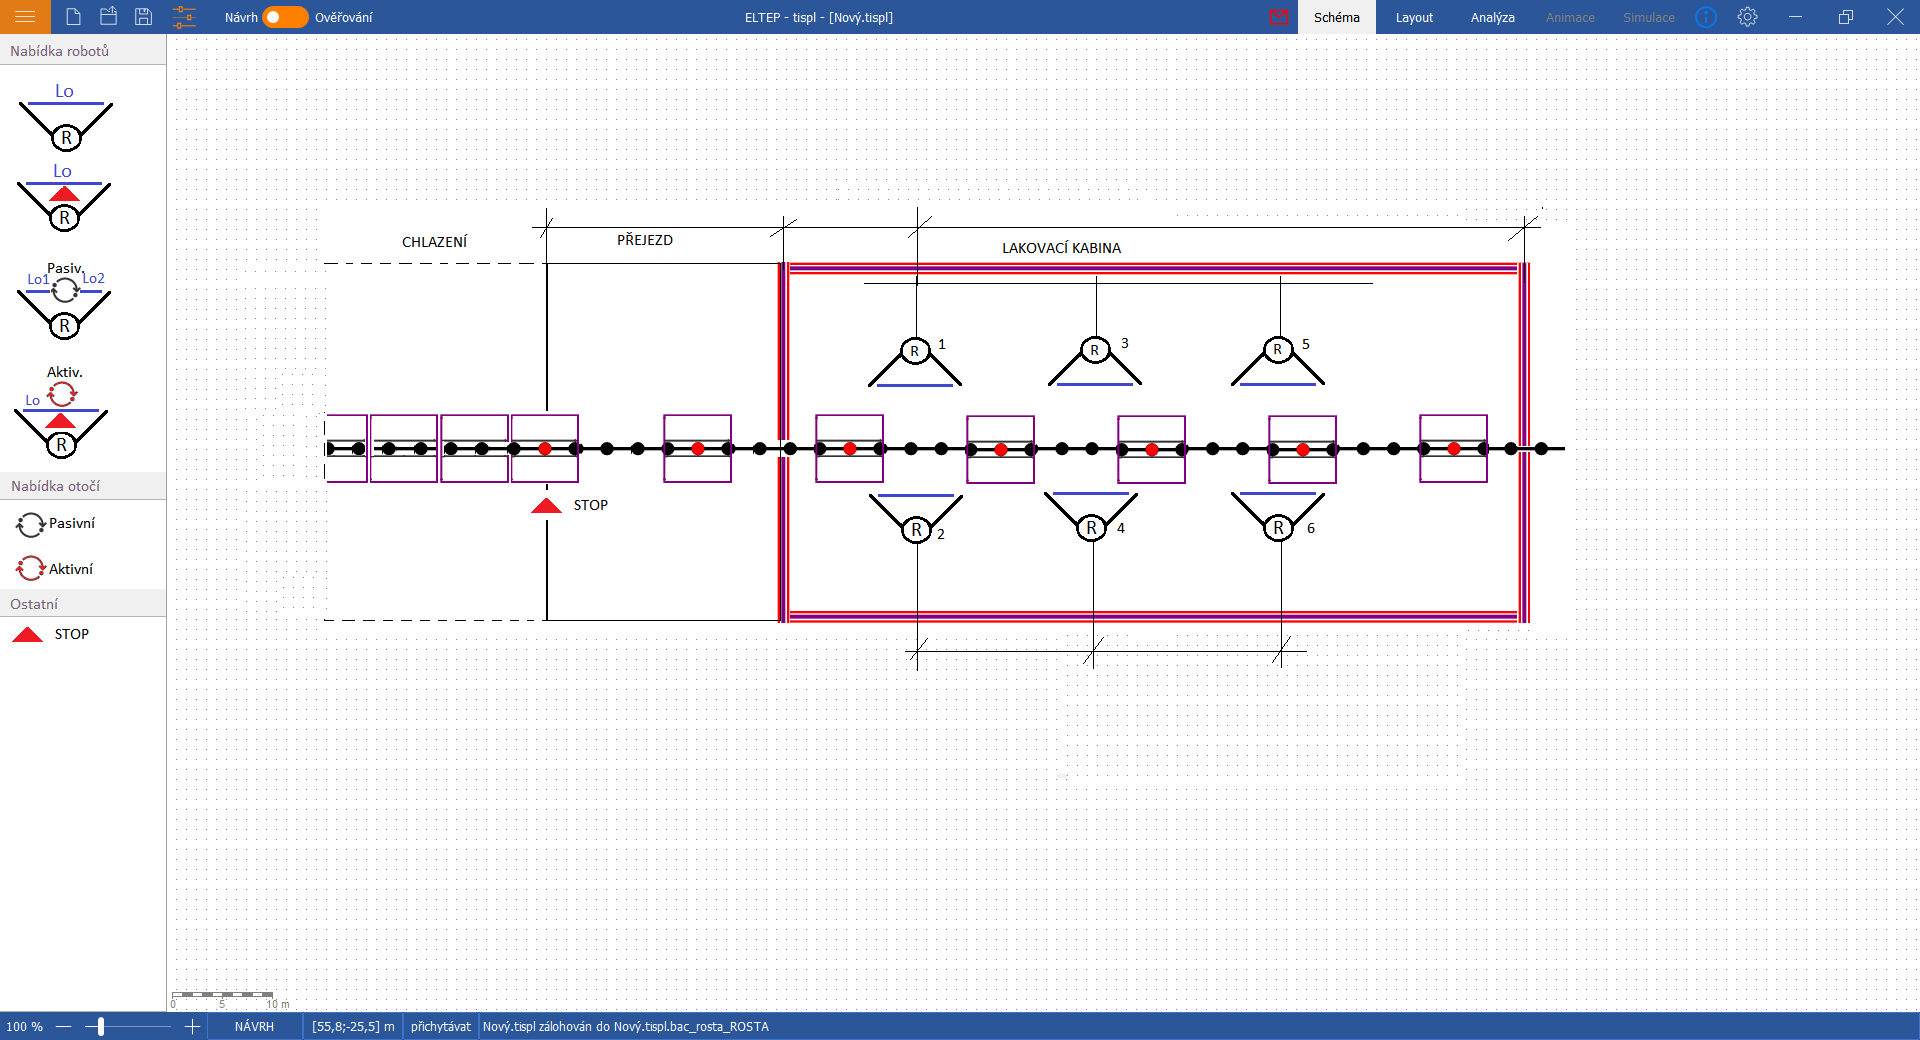 Návrh Ověřování ELTEP - tispl - [Nový.tispl] Schéma Layout Analýza Animace Simulace
Nabídka robotů
Lo
R
Lo
R
Pasiv.
Lo1 Lo2
R
Aktiv.
Lo
R
Nabídka otočí
Pasivní
Aktivní
Ostatní
STOP
CHLAZENÍ
PŘEJEZD
LAKOVACÍ KABINA
R 1
R 3
R 5
STOP
R 2
R 4
R 6
0 5 10 m
100 % NÁVRH [55,8;-25,5] m přichytávat Nový.tispl zálohován do Nový.tispl.bac_rosta_ROSTA